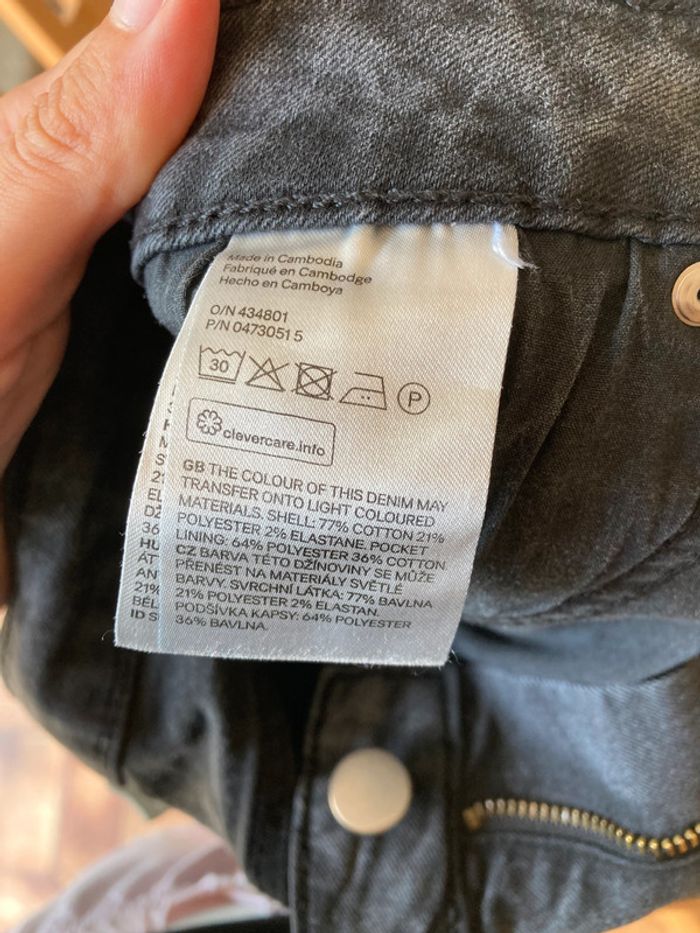 Made in Cambodia
Fabriqué en Cambodge
Hecho en Camboya
O/N 434801
P/N 0473051 5
30
P
clevercare.info
GB THE COLOUR OF THIS DENIM MAY
TRANSFER ONTO LIGHT COLOURED
MATERIALS. SHELL: 77% COTTON 21%
POLYESTER 2% ELASTANE. POCKET
LINING: 64% POLYESTER 36% COTTON.
CZ BARVA TÉTO DŽÍNOVINY SE MŮŽE
PŘENÉST NA MATERIÁLY SVĚTLÉ
BARVY. SVRCHNÍ LÁTKA: 77% BAVLNA
21% POLYESTER 2% ELASTAN.
PODŠÍVKA KAPSY: 64% POLYESTER
36% BAVLNA.